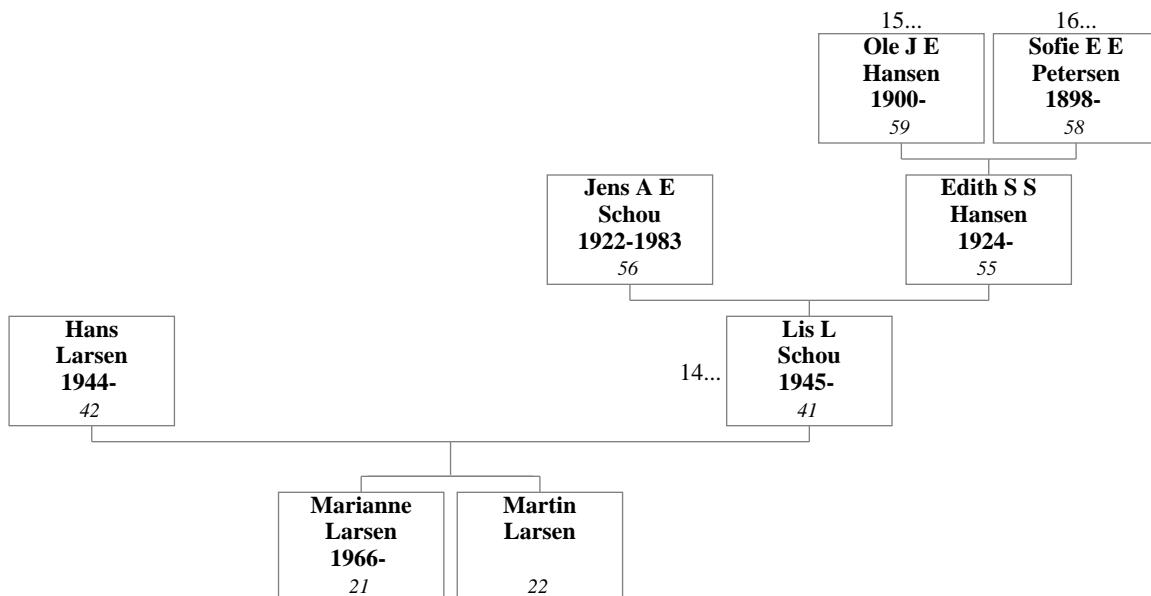 15...
16...
Ole J E
Hansen
1900-
59
Sofie E E
Petersen
1898-
58
Jens A E
Schou
1922-1983
56
Edith S S
Hansen
1924-
55
Hans
Larsen
1944-
42
14...
Lis L
Schou
1945-
41
Marianne
Larsen
1966-
21
Martin
Larsen
22